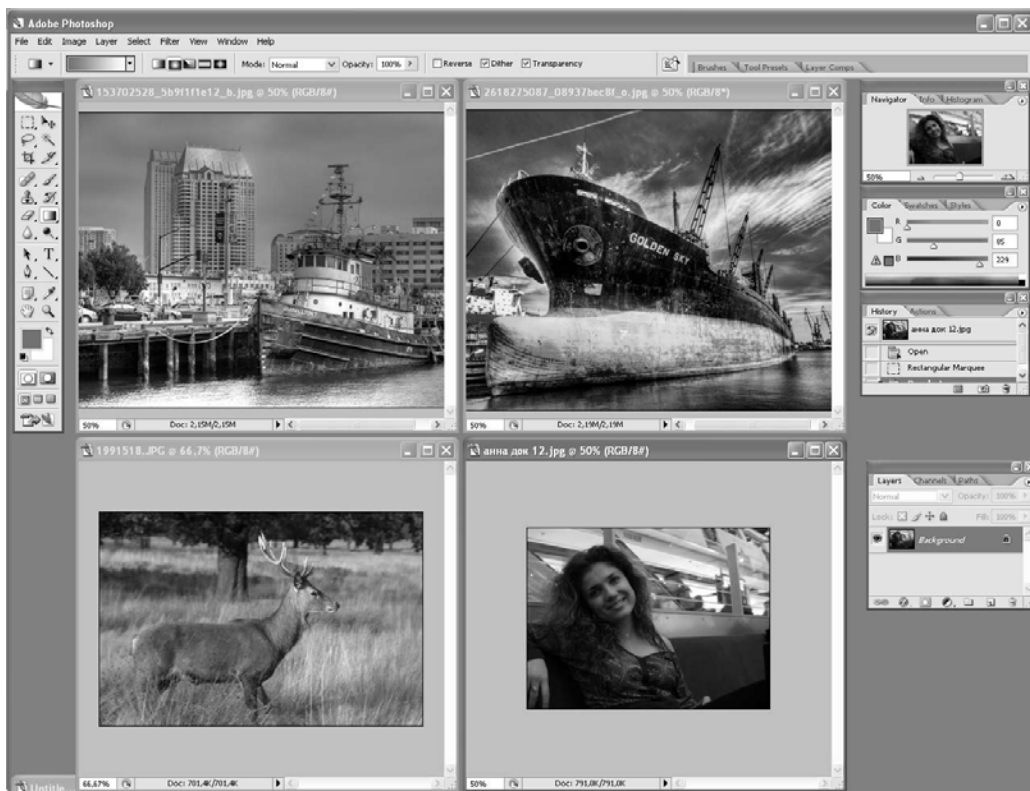 Adobe Photoshop
File Edit Image Layer Select Filter View Window Help
Mode: Normal Opacity: 100% Reverse Dither Transparency
Brushes Tool Presets Layer Comps
153702528_5b9f1f1e12_b.jpg @ 50% (RGB/8#)
2618275087_08937bec8f_o.jpg @ 50% (RGB/8*)
GOLDEN SKY
50% Doc: 2,15M/2,15M
50% Doc: 2,19M/2,19M
Navigator Info Histogram
50%
Color Swatches Styles
R 0
G 85
B 229
History Actions
анна док 12.jpg
Open
Rectangular Marquee
1991518.JPG @ 66,7% (RGB/8#)
анна док 12.jpg @ 50% (RGB/8#)
Layers Channels Paths
Normal Opacity: 100%
Lock: Fill: 100%
Background
66,67% Doc: 701,4K/701,4K
50% Doc: 791,0K/791,0K
Untitle